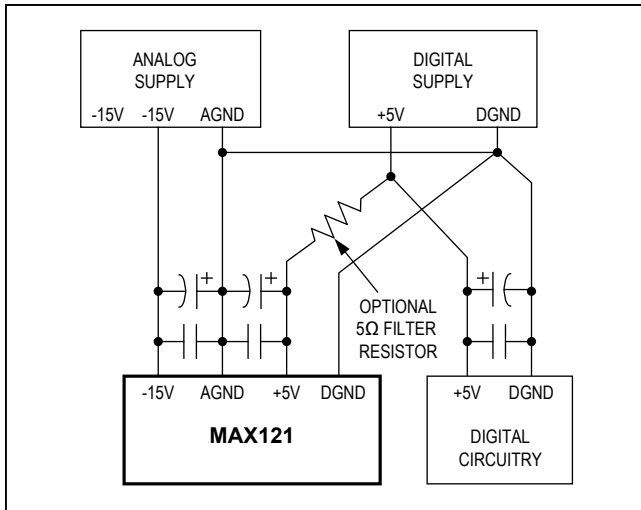 ANALOG
SUPPLY
-15V -15V AGND
DIGITAL
SUPPLY
+5V DGND
+ + +
OPTIONAL
5Ω FILTER
RESISTOR
-15V AGND +5V DGND
MAX121
+5V DGND
DIGITAL
CIRCUITRY